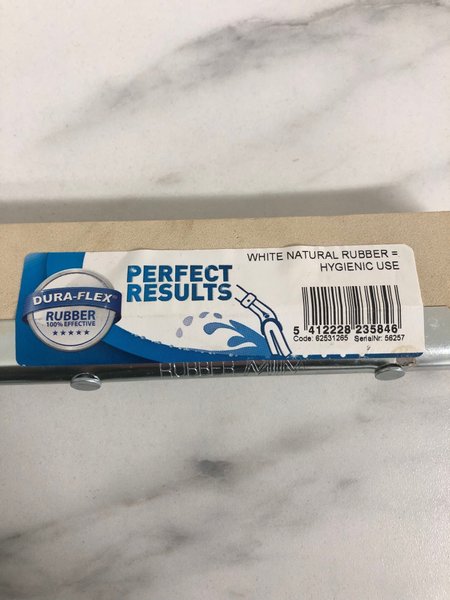 WHITE NATURAL RUBBER =
HYGIENIC USE
PERFECT
RESULTS
DURA-FLEX
RUBBER
100% EFFECTIVE
5 412228 235846
Code: 62531265 SerialNr: 56257
RUBBER